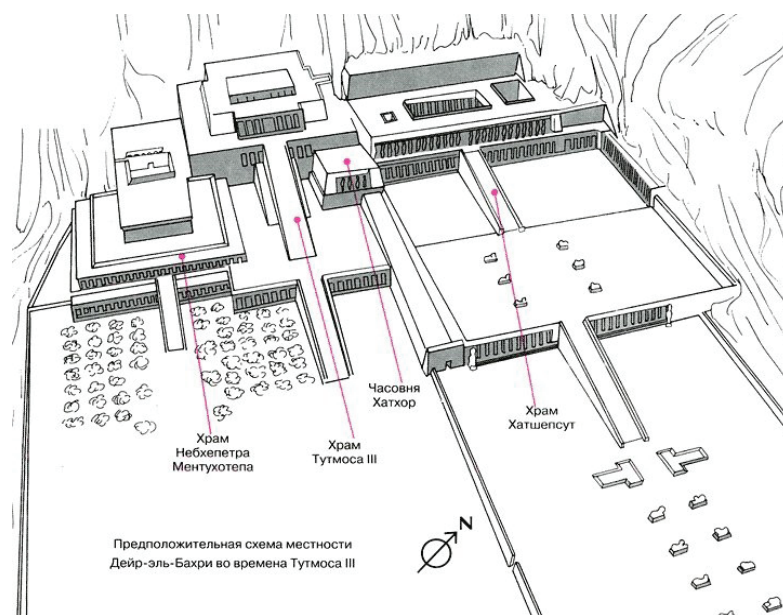 Часовня
Хатхор
Храм
Хатшепсут
Храм
Небхепетра
Ментухотепа
Храм
Тутмоса III
N
Предположительная схема местности
Дейр-эль-Бахри во времена Тутмоса III